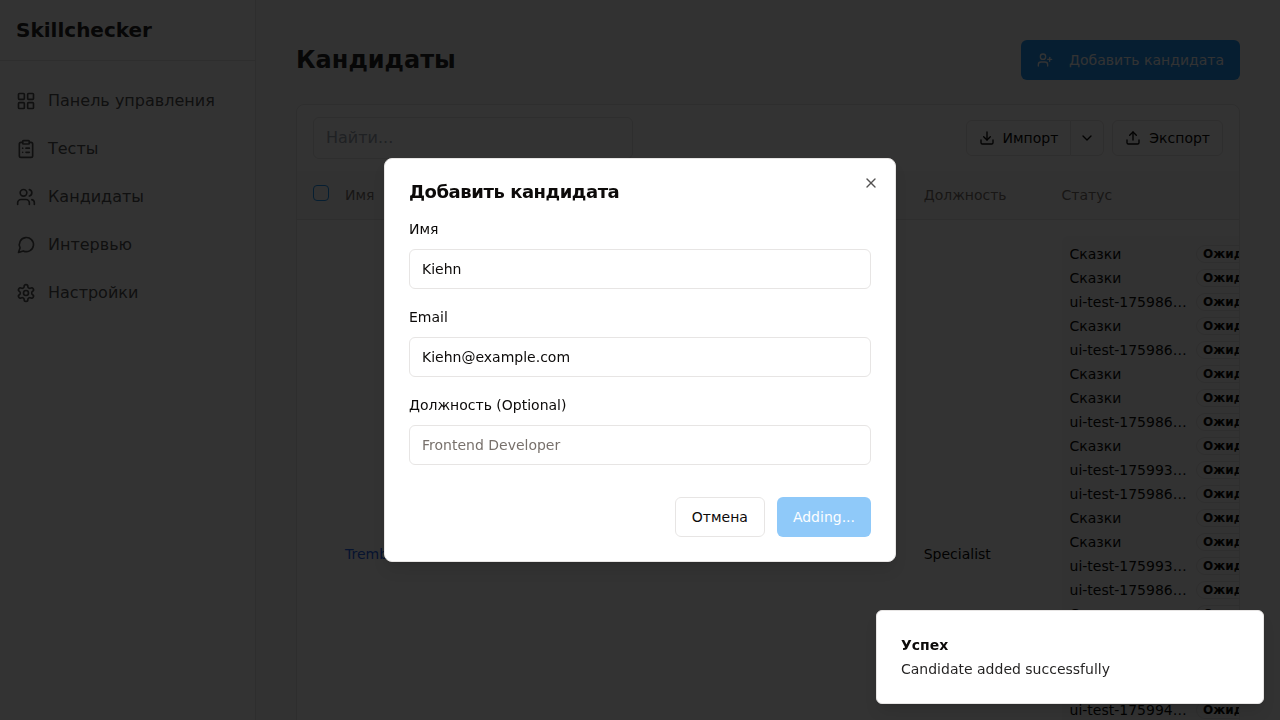 Skillchecker
Панель управления
Тесты
Кандидаты
Интервью
Настройки
Кандидаты
Добавить кандидата
Найти...
Импорт
Экспорт
Имя
Должность
Статус
Сказки Ожид
Сказки Ожид
ui-test-175986... Ожид
Сказки Ожид
ui-test-175986... Ожид
Сказки Ожид
Сказки Ожид
ui-test-175986... Ожид
Сказки Ожид
ui-test-175993... Ожид
ui-test-175986... Ожид
Сказки Ожид
Сказки Ожид
Specialist
ui-test-175993... Ожид
ui-test-175986... Ожид
ui-test-175994... Ожид
Добавить кандидата
Имя
Kiehn
Email
Kiehn@example.com
Должность (Optional)
Frontend Developer
Отмена
Adding...
Успех
Candidate added successfully